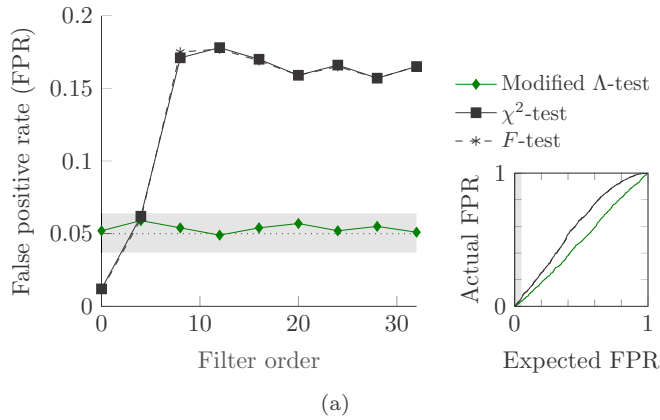 0.2
0.15
0.1
0.05
0
False positive rate (FPR)
0
10
20
30
Filter order
Modified Λ-test
χ²-test
F-test
1
0
Actual FPR
0
1
Expected FPR
(a)